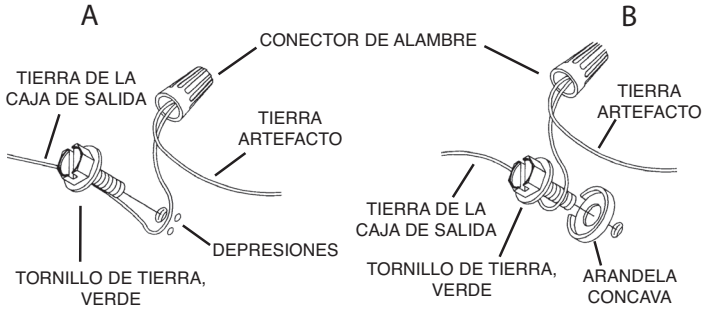 A
B
CONECTOR DE ALAMBRE
TIERRA DE LA
CAJA DE SALIDA
TIERRA
ARTEFACTO
TIERRA
ARTEFACTO
DEPRESIONES
TIERRA DE LA
CAJA DE SALIDA
TORNILLO DE TIERRA,
VERDE
TORNILLO DE TIERRA,
VERDE
ARANDELA
CONCAVA